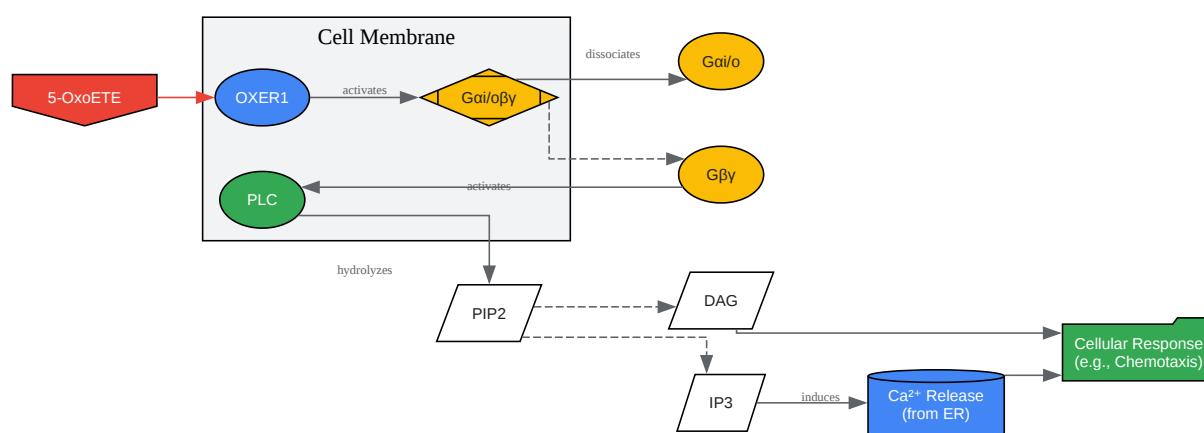 Cell Membrane
dissociates
Gαi/o
5-OxoETE
OXER1
activates
Gαi/oβγ
Gβγ
activates
PLC
hydrolyzes
PIP2
DAG
Cellular Response
(e.g., Chemotaxis)
IP3
induces
Ca²⁺ Release
(from ER)